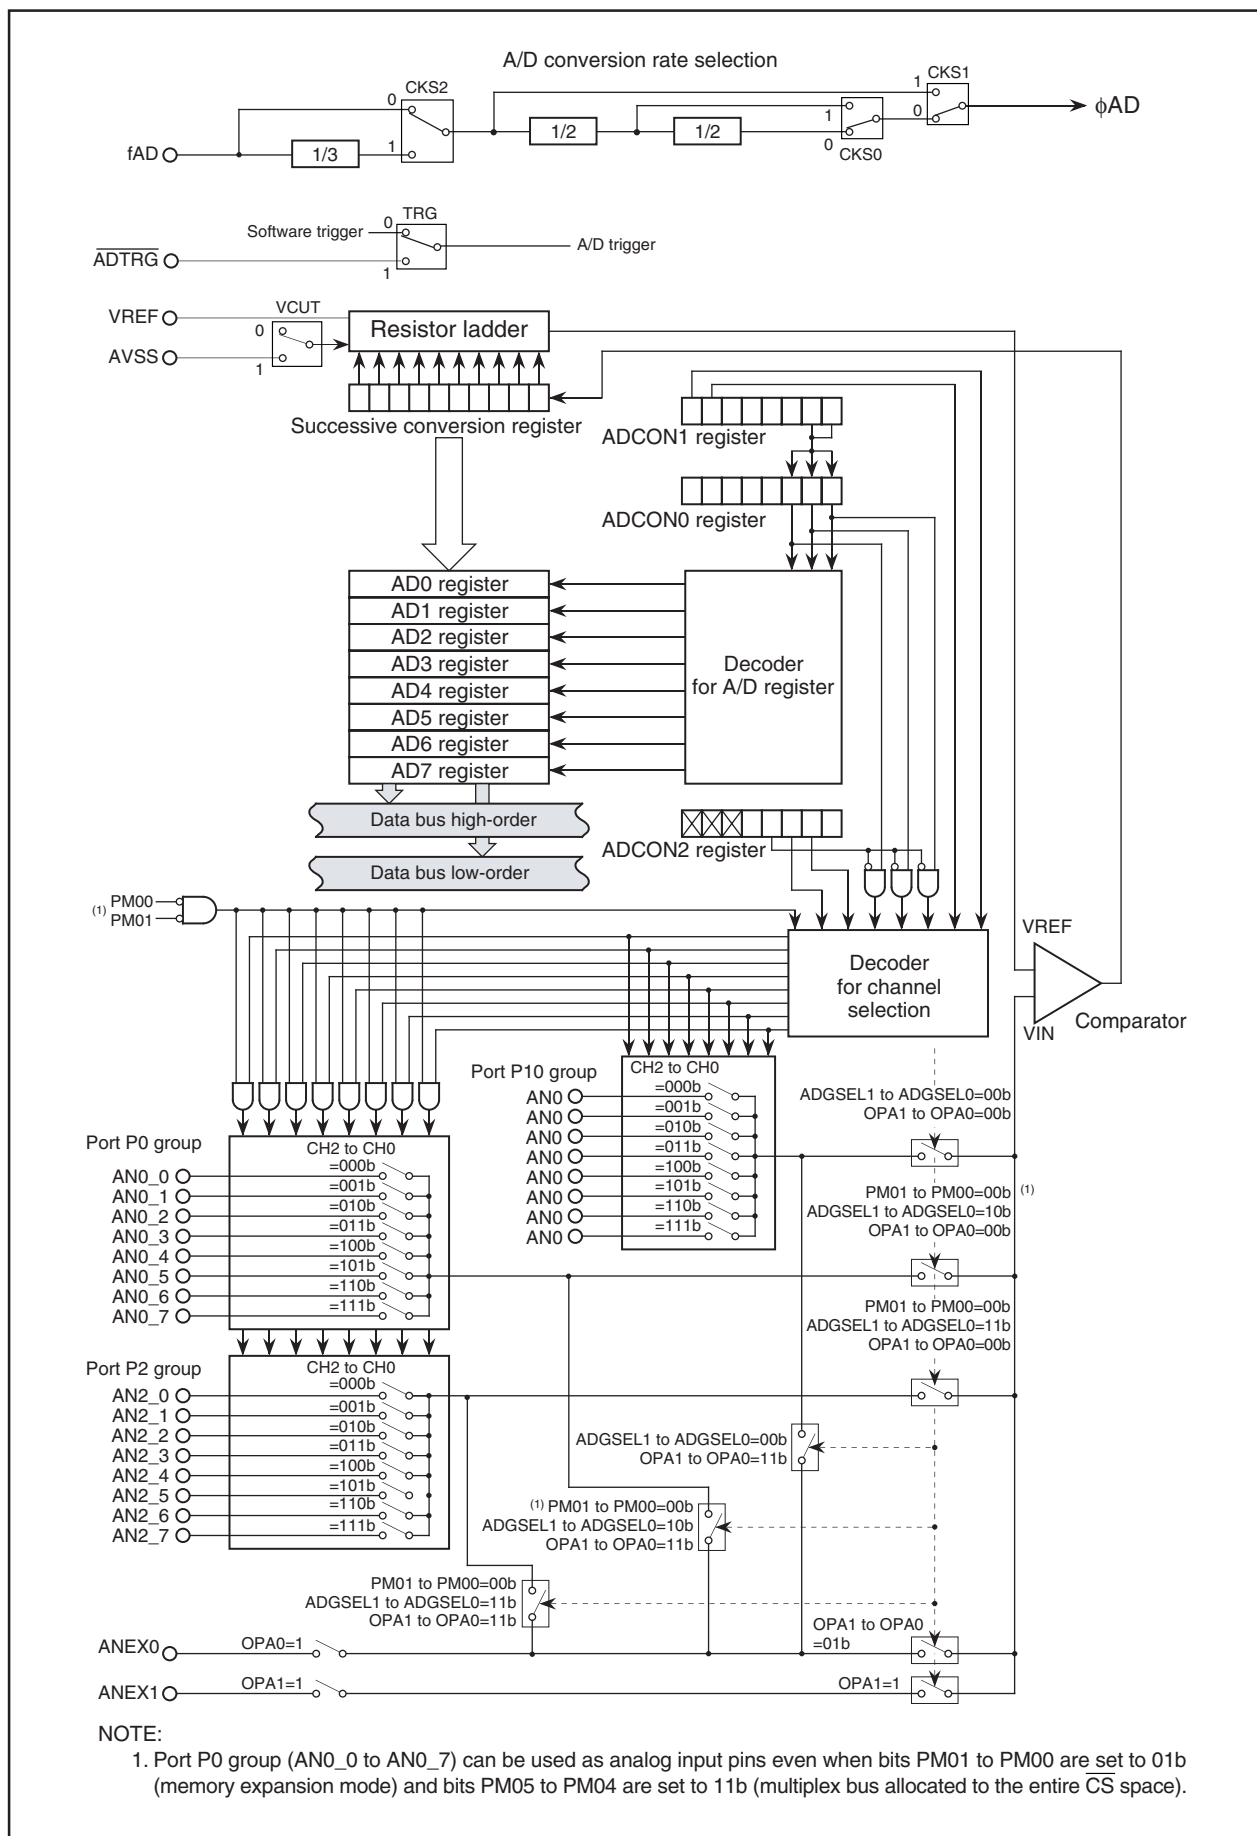 A/D conversion rate selection
CKS2
0
1
fAD
1/3
1/2
1/2
1
0
CKS0
CKS1
1
0
φAD
TRG
Software trigger
0
A/D trigger
ADTRG
1
VREF
VCUT
0
AVSS
1
Resistor ladder
Successive conversion register
ADCON1 register
ADCON0 register
AD0 register
AD1 register
AD2 register
AD3 register
AD4 register
AD5 register
AD6 register
AD7 register
Decoder
for A/D register
Data bus high-order
Data bus low-order
ADCON2 register
(1) PM00
PM01
Decoder
for channel
selection
VREF
VIN
Comparator
Port P10 group
CH2 to CH0
AN0 =000b
AN0 =001b
AN0 =010b
AN0 =011b
AN0 =100b
AN0 =101b
AN0 =110b
AN0 =111b
ADGSEL1 to ADGSEL0=00b
OPA1 to OPA0=00b
Port P0 group
CH2 to CH0
AN0_0 =000b
AN0_1 =001b
AN0_2 =010b
AN0_3 =011b
AN0_4 =100b
AN0_5 =101b
AN0_6 =110b
AN0_7 =111b
PM01 to PM00=00b (1)
ADGSEL1 to ADGSEL0=10b
OPA1 to OPA0=00b
PM01 to PM00=00b
ADGSEL1 to ADGSEL0=11b
OPA1 to OPA0=00b
Port P2 group
CH2 to CH0
AN2_0 =000b
AN2_1 =001b
AN2_2 =010b
AN2_3 =011b
AN2_4 =100b
AN2_5 =101b
AN2_6 =110b
AN2_7 =111b
ADGSEL1 to ADGSEL0=00b
OPA1 to OPA0=11b
(1) PM01 to PM00=00b
ADGSEL1 to ADGSEL0=10b
OPA1 to OPA0=11b
PM01 to PM00=00b
ADGSEL1 to ADGSEL0=11b
OPA1 to OPA0=11b
OPA1 to OPA0
=01b
ANEX0
OPA0=1
ANEX1
OPA1=1
OPA1=1
NOTE:
1. Port P0 group (AN0_0 to AN0_7) can be used as analog input pins even when bits PM01 to PM00 are set to 01b
(memory expansion mode) and bits PM05 to PM04 are set to 11b (multiplex bus allocated to the entire CS space).